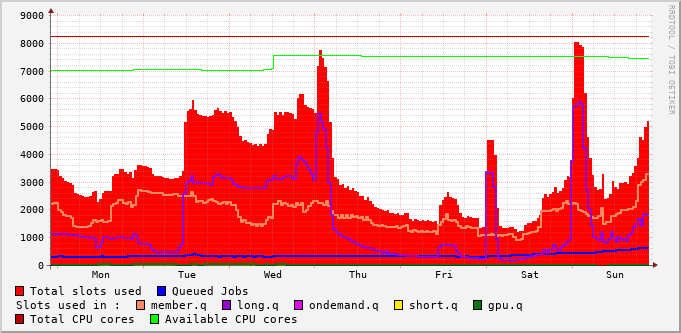 9000
8000
7000
6000
5000
4000
3000
2000
1000
0
Mon Tue Wed Thu Fri Sat Sun
RRDTOOL / TOBI OETIKER
Total slots used Queued Jobs
Slots used in : member.q long.q ondemand.q short.q gpu.q
Total CPU cores Available CPU cores